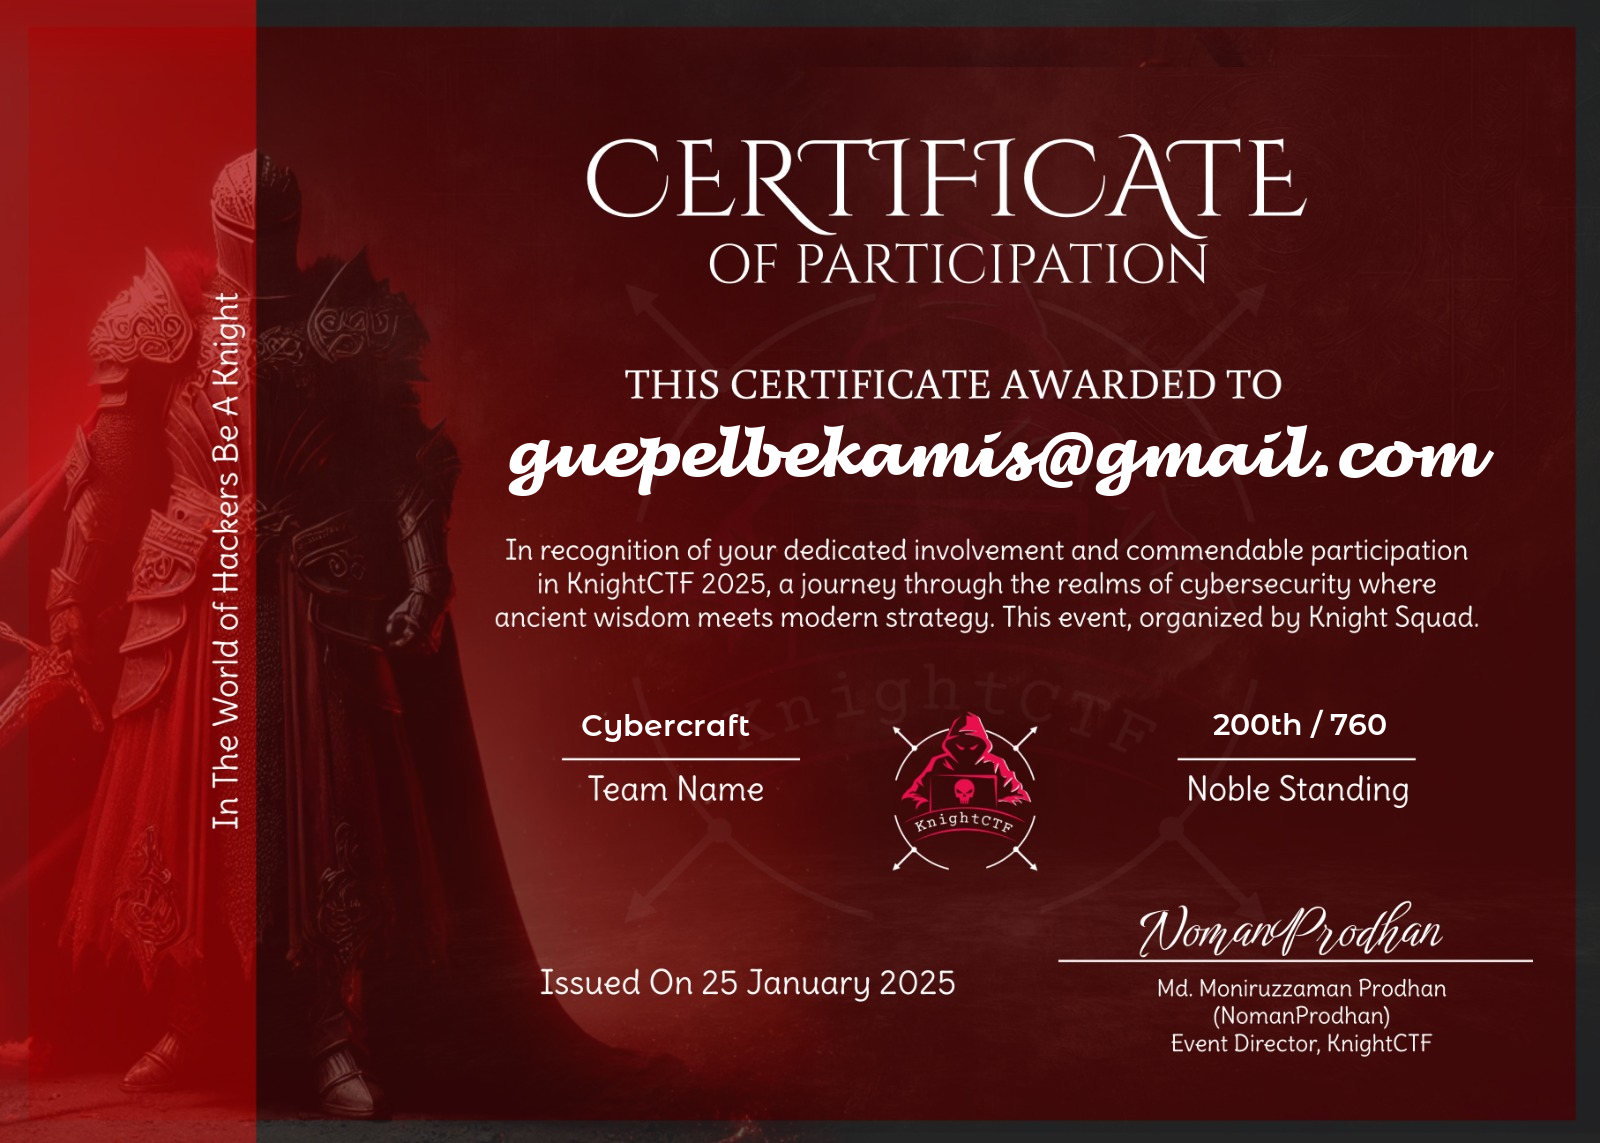 CERTIFICATE
OF PARTICIPATION
THIS CERTIFICATE AWARDED TO
guepelbekamis@gmail.com
In recognition of your dedicated involvement and commendable participation
in KnightCTF 2025, a journey through the realms of cybersecurity where
ancient wisdom meets modern strategy. This event, organized by Knight Squad.
In The World of Hackers Be A Knight
KnightCTF
Cybercraft
Team Name
KnightCTF
200th / 760
Noble Standing
Issued On 25 January 2025
NomanProdhan
Md. Moniruzzaman Prodhan
(NomanProdhan)
Event Director, KnightCTF